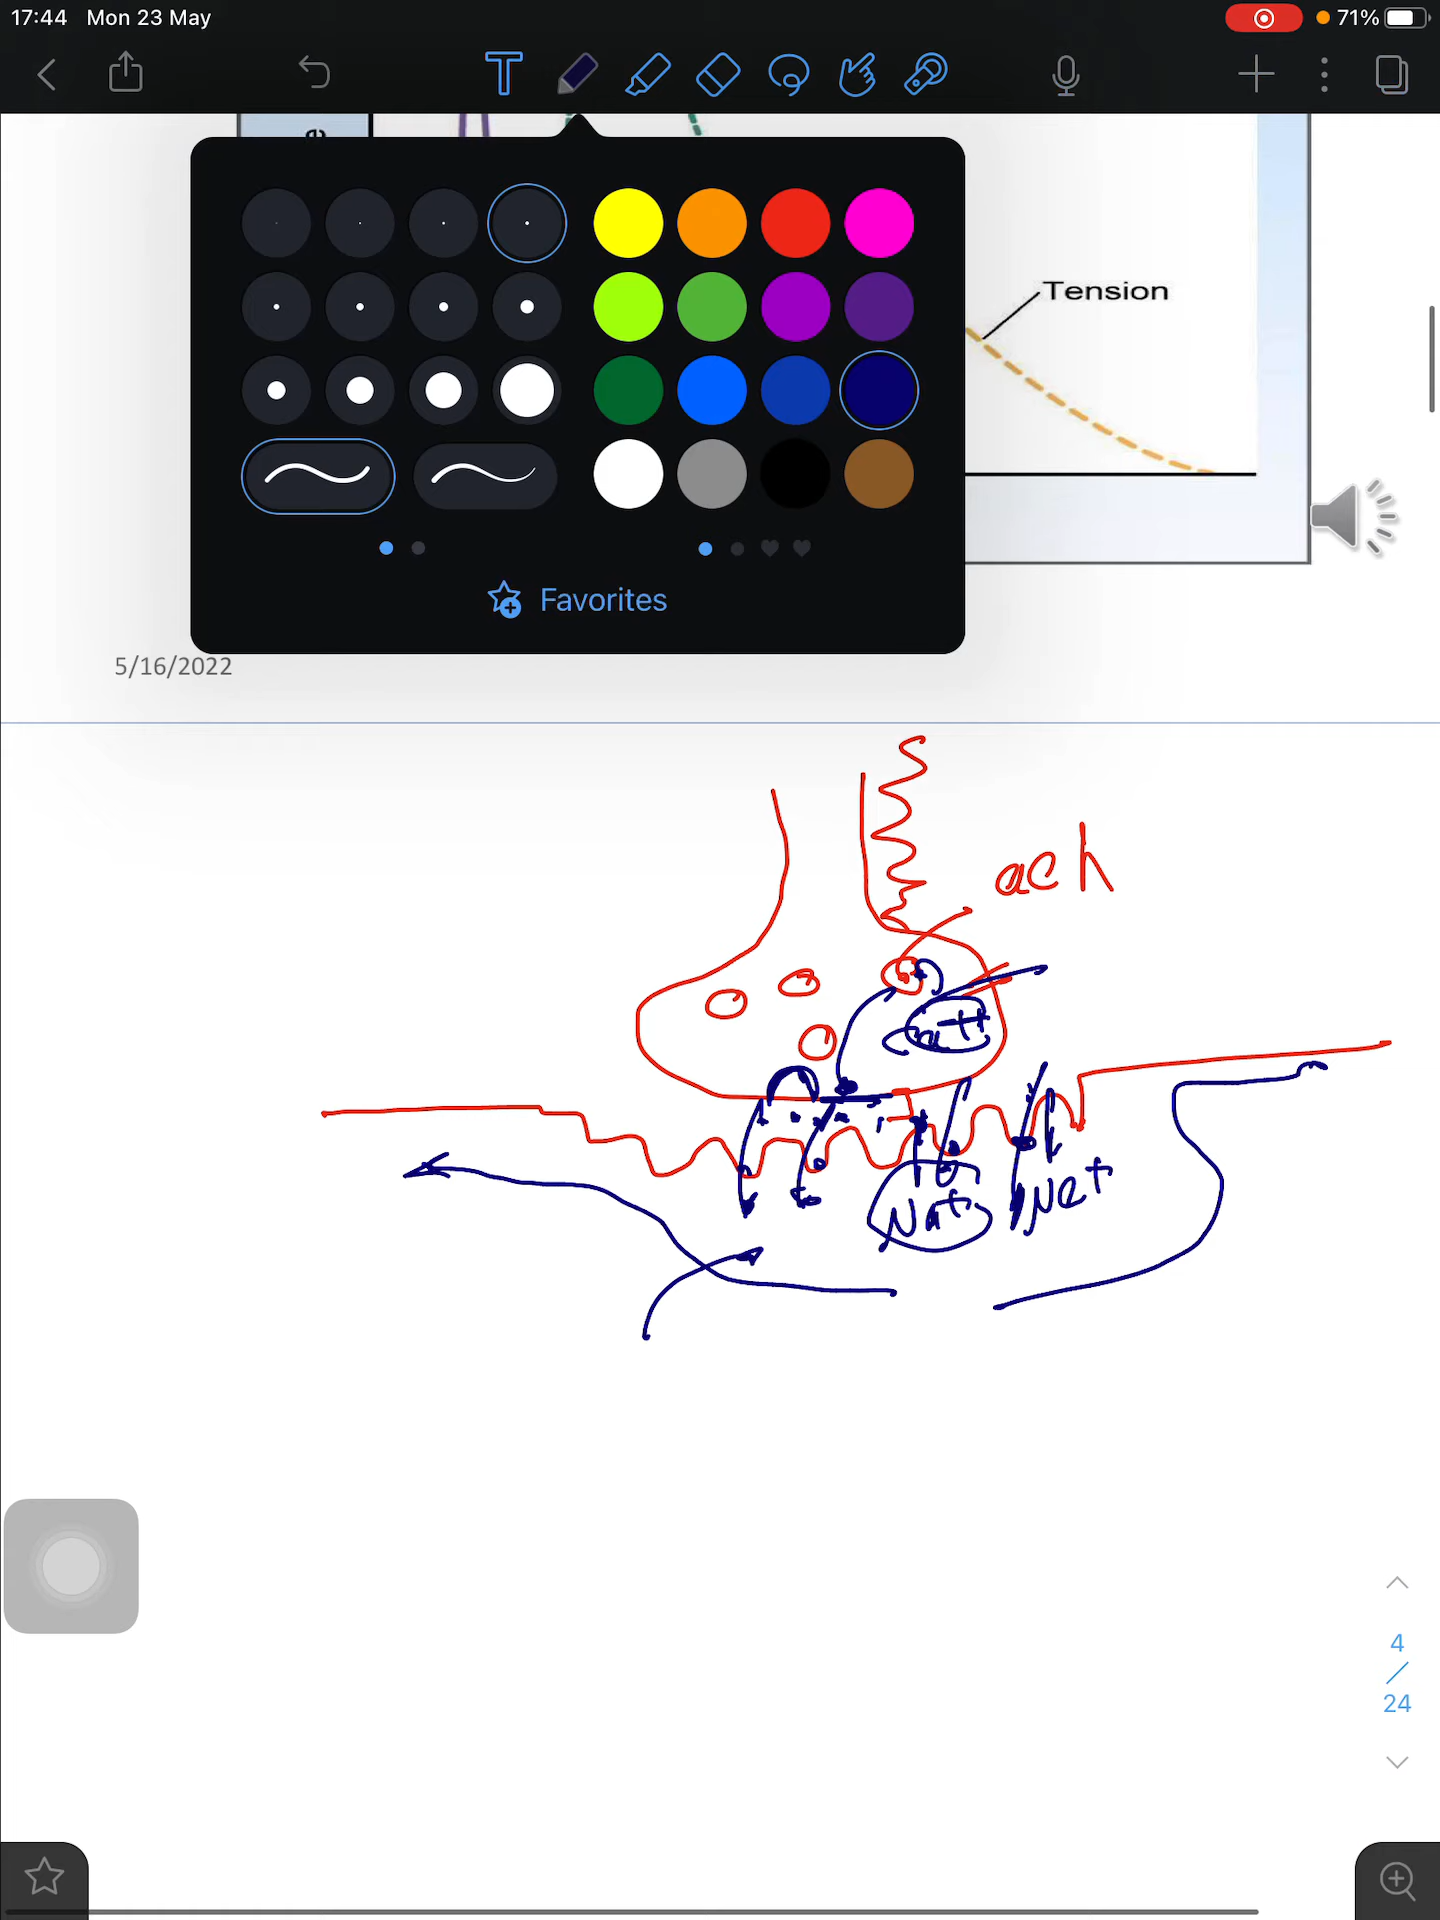 17:44 Mon 23 May 71%
T
e
Tension
Favorites
5/16/2022
ach
Na+ Na+
4
/
24